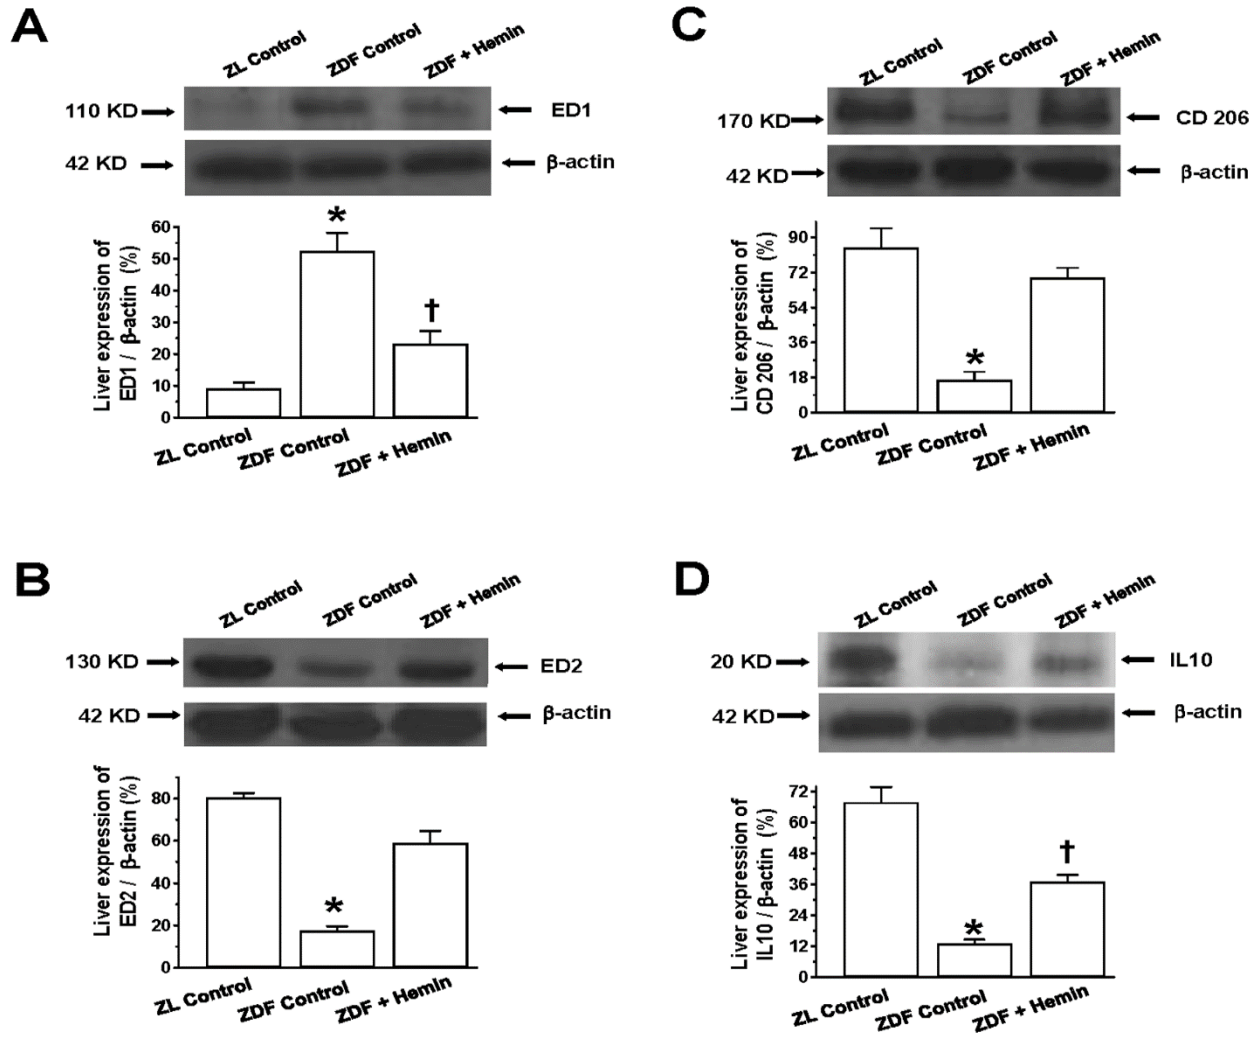 A
ZL Control
ZDF Control
ZDF + Hemin
110 KD
ED1
42 KD
β-actin
*
†
Liver expression of
ED1 / β-actin (%)
60
50
40
30
20
10
0
ZL Control
ZDF Control
ZDF + Hemin
C
ZL Control
ZDF Control
ZDF + Hemin
170 KD
CD 206
42 KD
β-actin
*
Liver expression of
CD 206 / β-actin (%)
90
72
54
36
18
0
ZL Control
ZDF Control
ZDF + Hemin
B
ZL Control
ZDF Control
ZDF + Hemin
130 KD
ED2
42 KD
β-actin
*
Liver expression of
ED2 / β-actin (%)
80
60
40
20
0
ZL Control
ZDF Control
ZDF + Hemin
D
ZL Control
ZDF Control
ZDF + Hemin
20 KD
IL10
42 KD
β-actin
*
†
Liver expression of
IL10 / β-actin (%)
72
60
48
36
24
12
0
ZL Control
ZDF Control
ZDF + Hemin